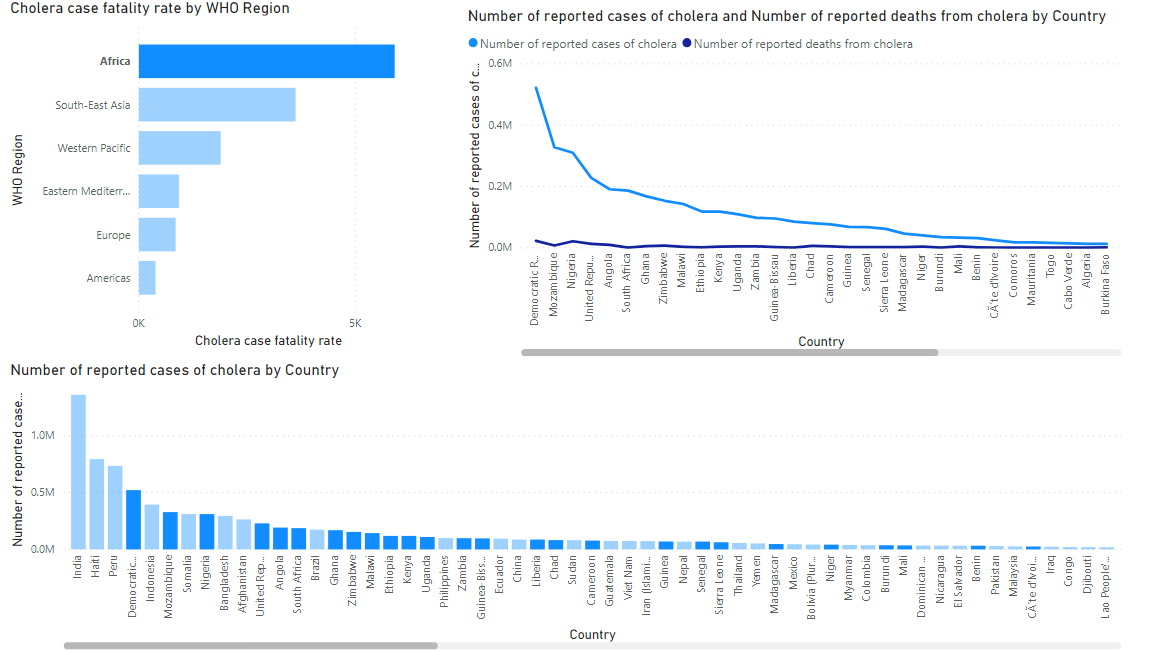 Cholera case fatality rate by WHO Region
WHO Region
Africa
South-East Asia
Western Pacific
Eastern Mediterr...
Europe
Americas
0K
5K
Cholera case fatality rate
Number of reported cases of cholera and Number of reported deaths from cholera by Country
Number of reported cases of cholera
Number of reported deaths from cholera
Number of reported cases of c...
0.6M
0.4M
0.2M
0.0M
Democratic R...
Mozambique
Nigeria
United Repu...
Angola
South Africa
Ghana
Zimbabwe
Malawi
Ethiopia
Kenya
Uganda
Zambia
Guinea-Bissau
Liberia
Chad
Cameroon
Guinea
Senegal
Sierra Leone
Madagascar
Niger
Burundi
Mali
Benin
CÃ´te d'Ivoire
Comoros
Mauritania
Togo
Cabo Verde
Algeria
Burkina Faso
Country
Number of reported cases of cholera by Country
Number of reported case...
1.0M
0.5M
0.0M
India
Haiti
Peru
Democratic...
Indonesia
Mozambique
Somalia
Nigeria
Bangladesh
Afghanistan
United Rep...
Angola
South Africa
Brazil
Ghana
Zimbabwe
Malawi
Ethiopia
Kenya
Uganda
Philippines
Zambia
Guinea-Biss...
Ecuador
China
Liberia
Chad
Sudan
Cameroon
Guatemala
Viet Nam
Iran (Islami...
Guinea
Nepal
Senegal
Sierra Leone
Thailand
Yemen
Madagascar
Mexico
Bolivia (Plur...
Niger
Myanmar
Colombia
Burundi
Mali
Dominican ...
Nicaragua
El Salvador
Benin
Pakistan
Malaysia
CÃ´te d'Ivoi...
Iraq
Congo
Djibouti
Lao People'...
Country